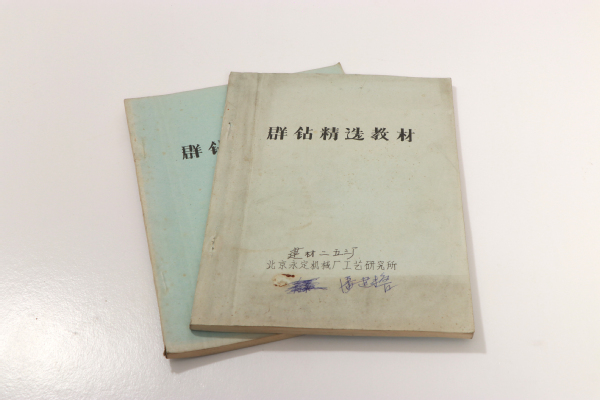 群钻
群钻精选教材
建材二五三厂
北京永定机械厂工艺研究所